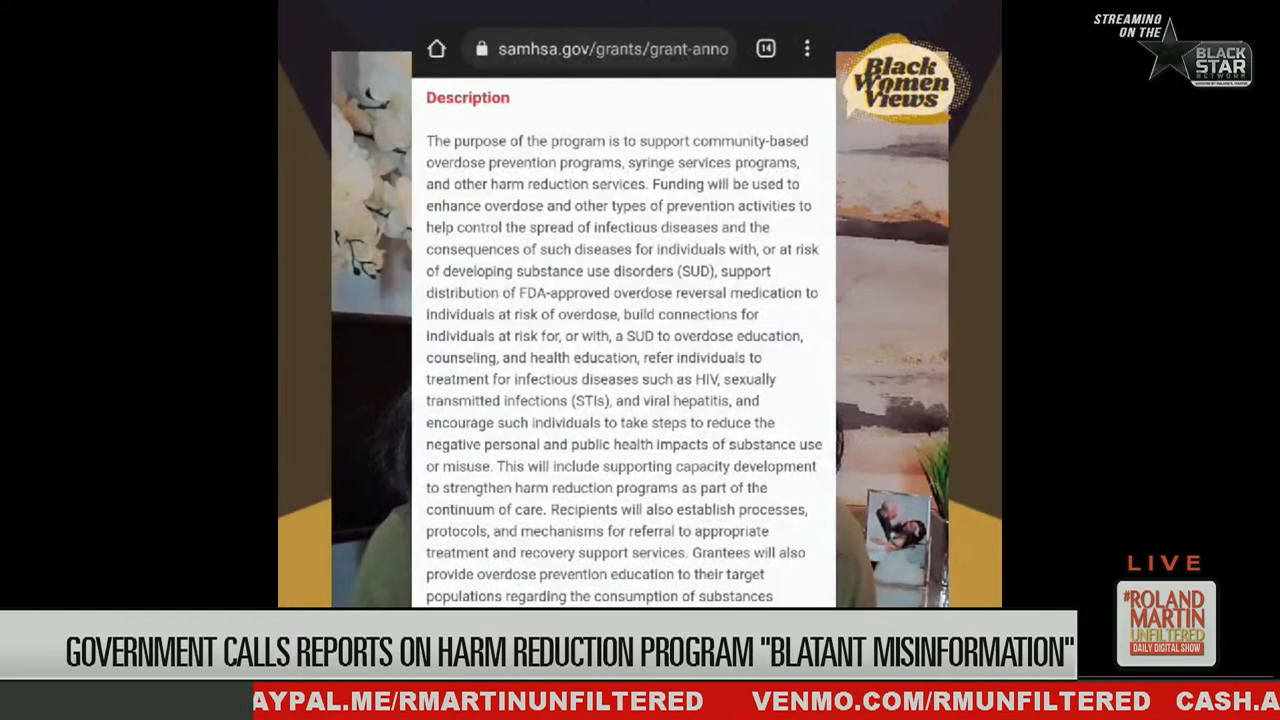 samhsa.gov/grants/grant-anno
14
Description
The purpose of the program is to support community-based
overdose prevention programs, syringe services programs,
and other harm reduction services. Funding will be used to
enhance overdose and other types of prevention activities to
help control the spread of infectious diseases and the
consequences of such diseases for individuals with, or at risk
of developing substance use disorders (SUD), support
distribution of FDA-approved overdose reversal medication to
individuals at risk of overdose, build connections for
individuals at risk for, or with, a SUD to overdose education,
counseling, and health education, refer individuals to
treatment for infectious diseases such as HIV, sexually
transmitted infections (STIs), and viral hepatitis, and
encourage such individuals to take steps to reduce the
negative personal and public health impacts of substance use
or misuse. This will include supporting capacity development
to strengthen harm reduction programs as part of the
continuum of care. Recipients will also establish processes,
protocols, and mechanisms for referral to appropriate
treatment and recovery support services. Grantees will also
provide overdose prevention education to their target
populations regarding the consumption of substances
Black
Women
Views
STREAMING
ON THE
BLACK
STAR
NETWORK
LIVE
#ROLAND
MARTIN
UNFILTERED
DAILY DIGITAL SHOW
GOVERNMENT CALLS REPORTS ON HARM REDUCTION PROGRAM "BLATANT MISINFORMATION"
AYPAL.ME/RMARTINUNFILTERED VENMO.COM/RMUNFILTERED CASH.A